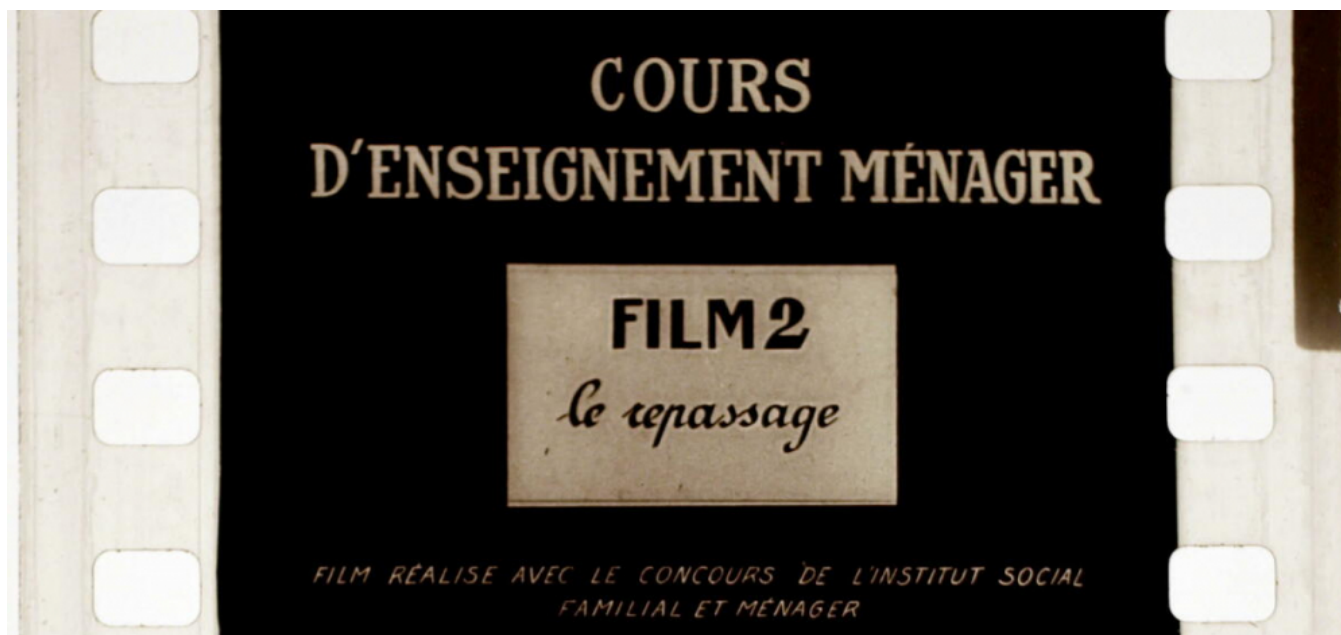 COURS
D'ENSEIGNEMENT MÉNAGER
FILM 2
le repassage
FILM RÉALISE AVEC LE CONCOURS DE L'INSTITUT SOCIAL
FAMILIAL ET MÉNAGER